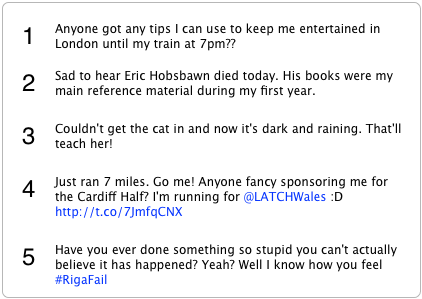 1 Anyone got any tips I can use to keep me entertained in
London until my train at 7pm??
2 Sad to hear Eric Hobsbawn died today. His books were my
main reference material during my first year.
3 Couldn't get the cat in and now it's dark and raining. That'll
teach her!
4 Just ran 7 miles. Go me! Anyone fancy sponsoring me for
the Cardiff Half? I'm running for @LATCHWales :D
http://t.co/7JmfqCNX
5 Have you ever done something so stupid you can't actually
believe it has happened? Yeah? Well I know how you feel
#RigaFail